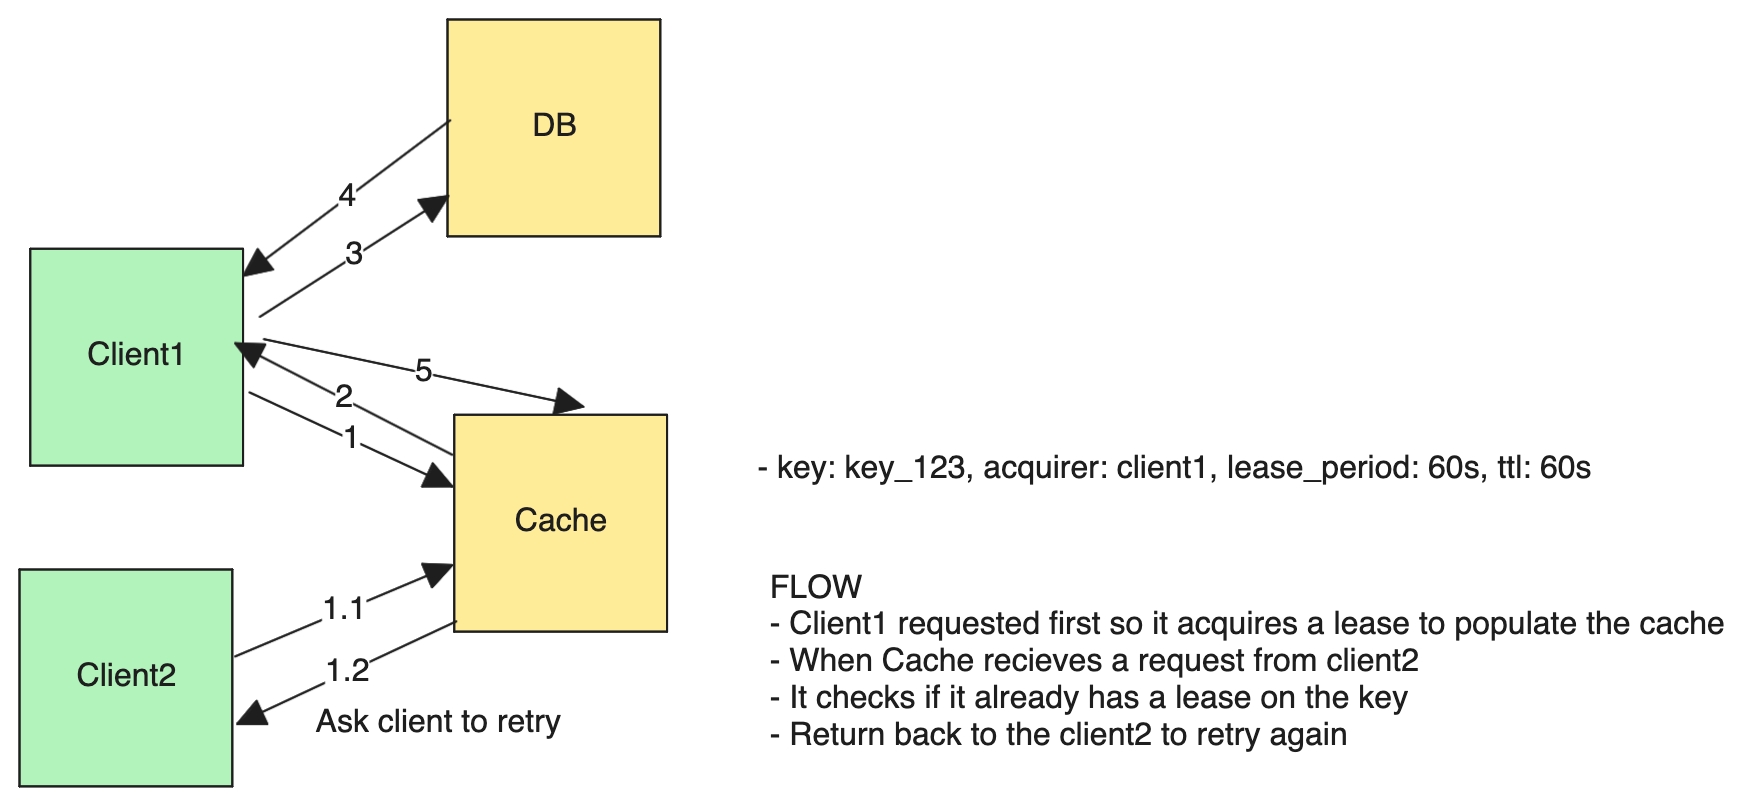 DB
4
3
Client1
5
2
1
- key: key_123, acquirer: client1, lease_period: 60s, ttl: 60s
Cache
FLOW
- Client1 requested first so it acquires a lease to populate the cache
- When Cache recieves a request from client2
- It checks if it already has a lease on the key
- Return back to the client2 to retry again
1.1
Client2
1.2
Ask client to retry